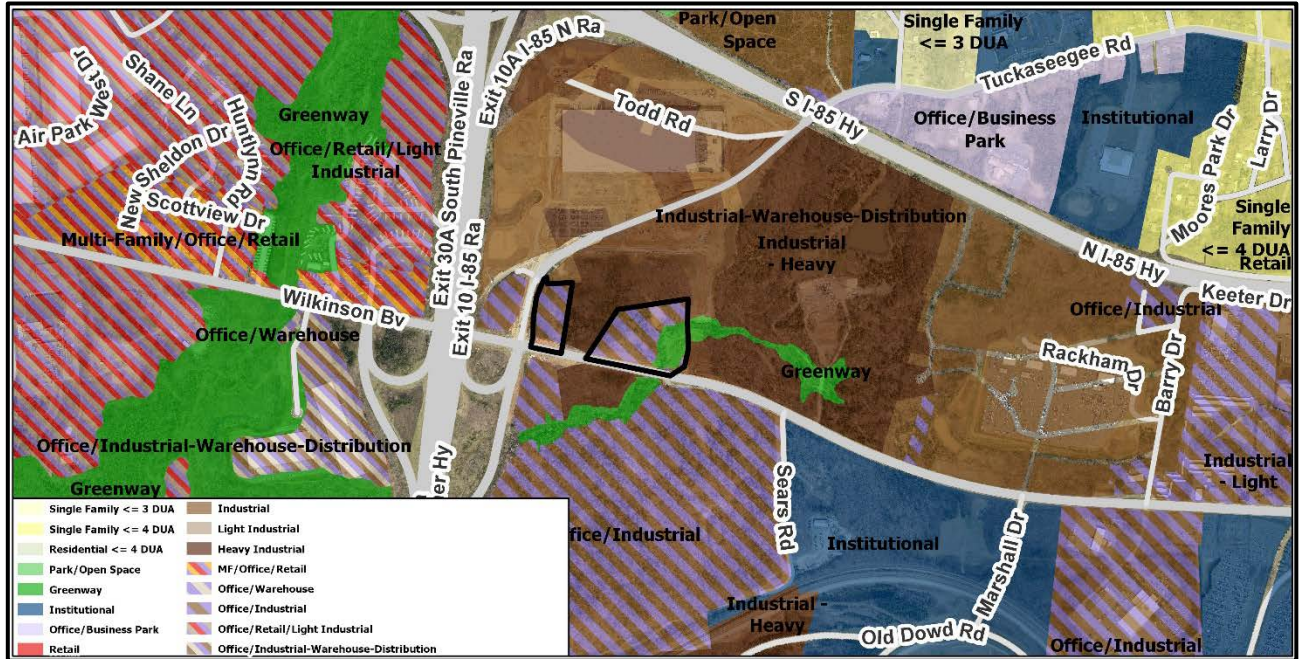 Park/Open
Space
Single Family
<= 3 DUA
Tuckaseegee Rd
Air Park West Dr
Shane Ln
Huntlynn Rd
New Sheldon Dr
Scottview Dr
Greenway
Office/Retail/Light
Industrial
Multi-Family/Office/Retail
Exit 30A South Pineville Ra
Exit 10A I-85 N Ra
Exit 10 I-85 Ra
Todd Rd
S I-85 Hy
Office/Business
Park
Institutional
Moores Park Dr
Larry Dr
Single
Family
<= 4 DUA
Retail
Industrial-Warehouse-Distribution
Industrial
- Heavy
N I-85 Hy
Keeter Dr
Wilkinson Bv
Office/Warehouse
Office/Industrial
Rackham Dr
Barry Dr
Greenway
Office/Industrial-Warehouse-Distribution
Greenway
er Hy
Sears Rd
Industrial
- Light
fice/Industrial
Institutional
Marshall Dr
Industrial -
Heavy
Old Dowd Rd
Office/Industrial
Single Family <= 3 DUA
Single Family <= 4 DUA
Residential <= 4 DUA
Park/Open Space
Greenway
Institutional
Office/Business Park
Retail
Industrial
Light Industrial
Heavy Industrial
MF/Office/Retail
Office/Warehouse
Office/Industrial
Office/Retail/Light Industrial
Office/Industrial-Warehouse-Distribution